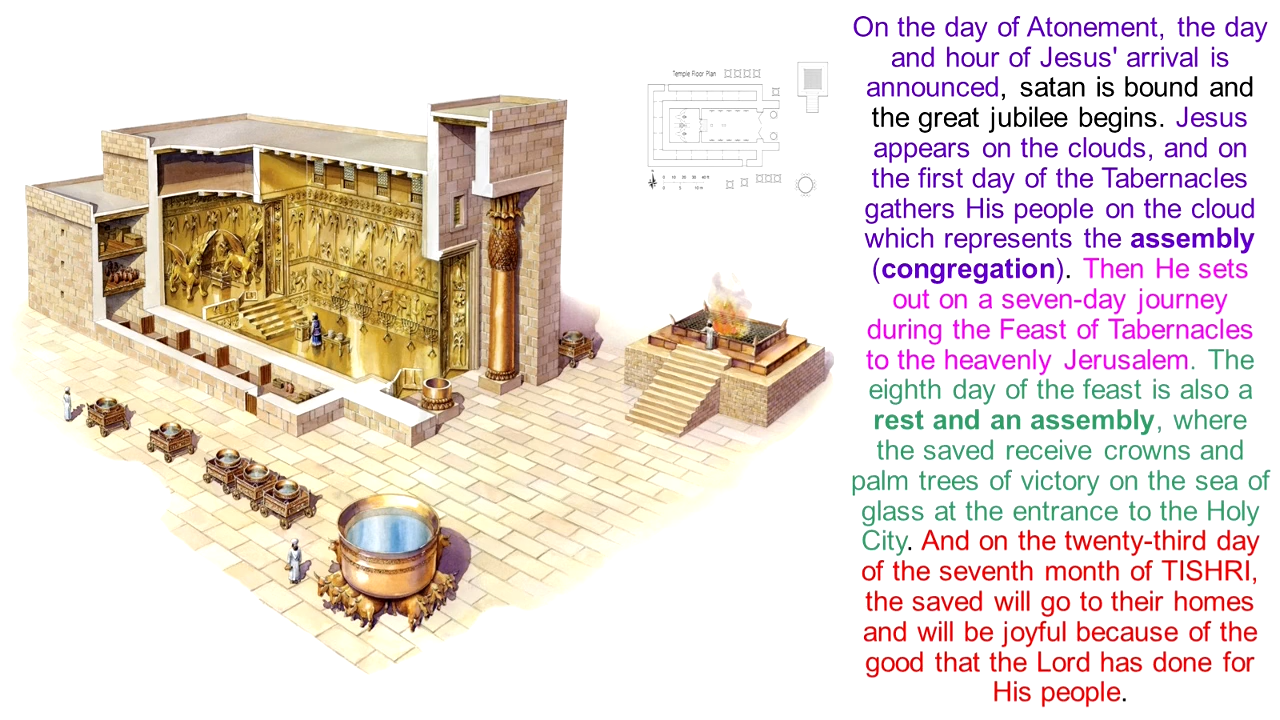 Temple Floor Plan
On the day of Atonement, the day
and hour of Jesus' arrival is
announced, satan is bound and
the great jubilee begins. Jesus
appears on the clouds, and on
the first day of the Tabernacles
gathers His people on the cloud
which represents the assembly
(congregation). Then He sets
out on a seven-day journey
during the Feast of Tabernacles
to the heavenly Jerusalem. The
eighth day of the feast is also a
rest and an assembly, where
the saved receive crowns and
palm trees of victory on the sea of
glass at the entrance to the Holy
City. And on the twenty-third day
of the seventh month of TISHRI,
the saved will go to their homes
and will be joyful because of the
good that the Lord has done for
His people.